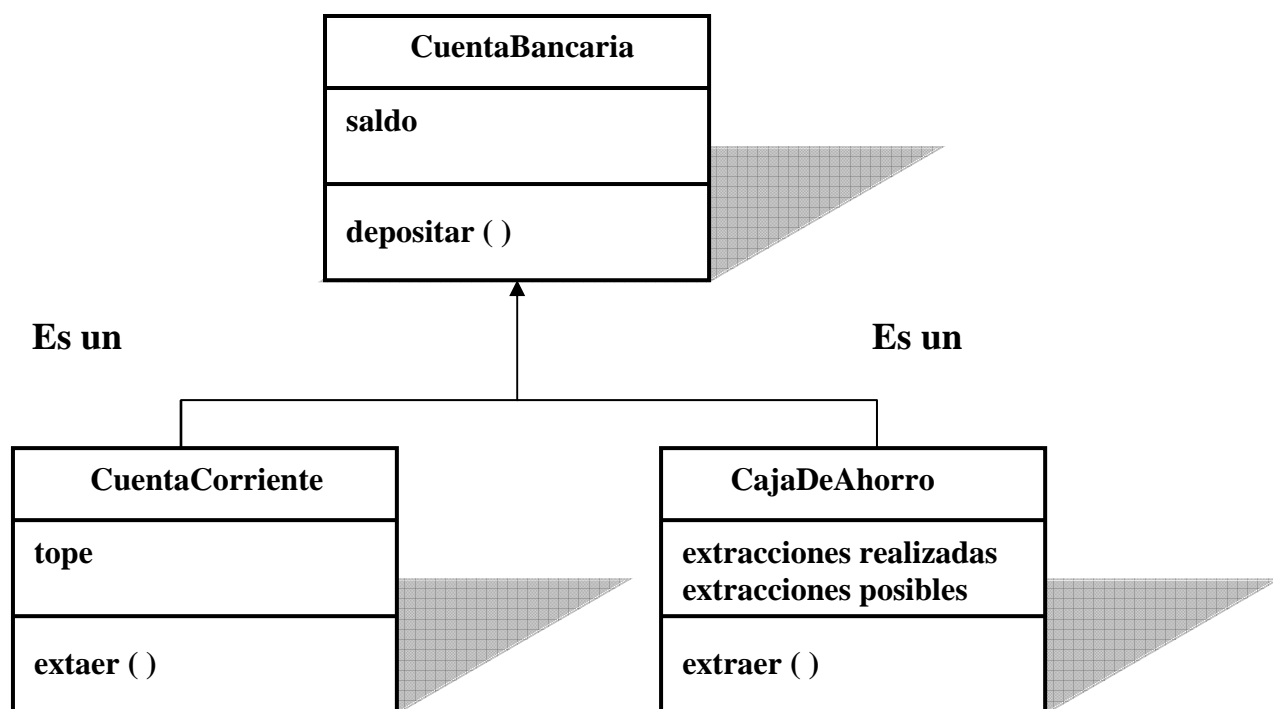 CuentaBancaria
saldo
depositar ( )
Es un
Es un
CuentaCorriente
tope
extaer ( )
CajaDeAhorro
extracciones realizadas
extracciones posibles
extraer ( )